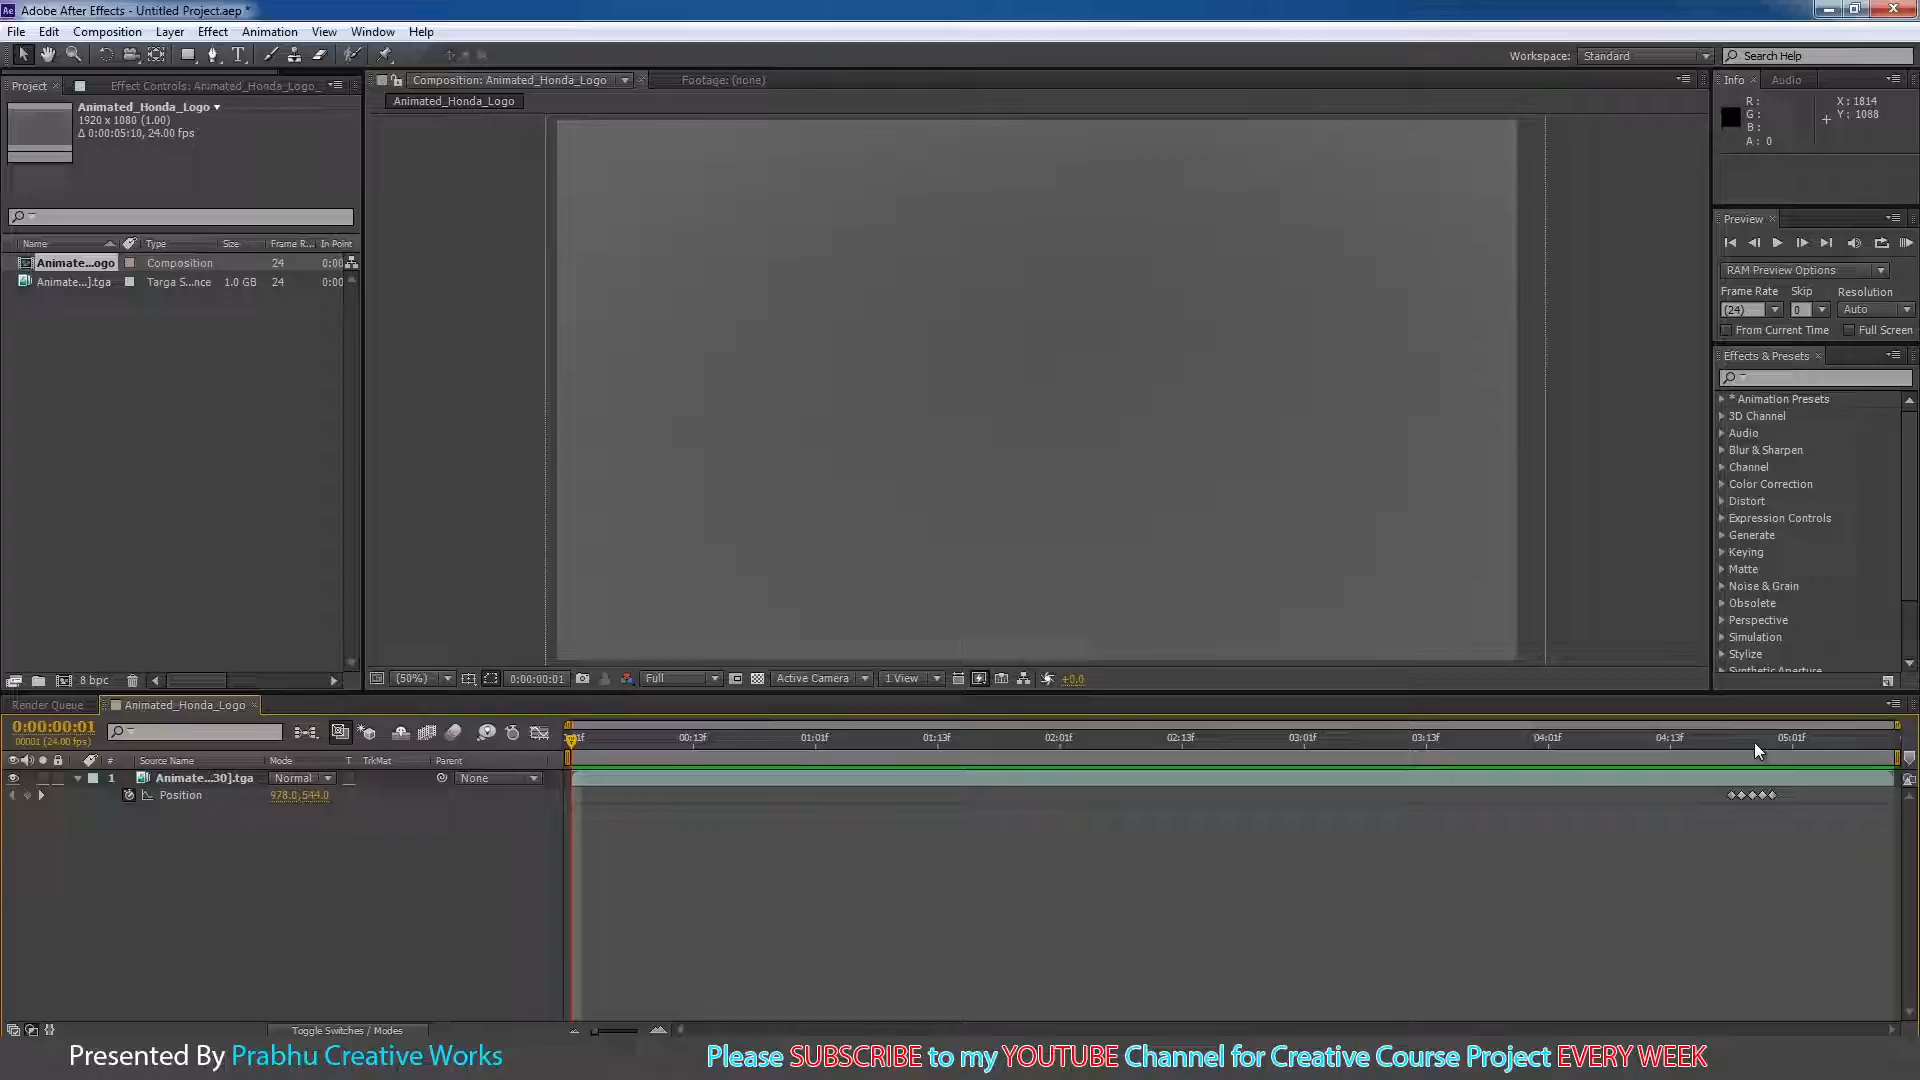 Adobe After Effects - Untitled Project.aep *
File Edit Composition Layer Effect Animation View Window Help
Workspace: Standard Search Help
Project Effect Controls: Animated_Honda_Logo_
Composition: Animated_Honda_Logo Footage: (none)
Info Audio
Animated_Honda_Logo
1920 x 1080 (1.00)
Δ 0:00:05:10, 24.00 fps
Animated_Honda_Logo
R :
G :
B :
A : 0
X : 1814
Y : 1088
Preview
RAM Preview Options
Frame Rate Skip Resolution
(24) 0 Auto
From Current Time Full Screen
Name Type Size Frame R... In Point
Animate...ogo Composition 24 0:00
Animate...].tga Targa S...nce 1.0 GB 24 0:00
Effects & Presets
* Animation Presets
3D Channel
Audio
Blur & Sharpen
Channel
Color Correction
Distort
Expression Controls
Generate
Keying
Matte
Noise & Grain
Obsolete
Perspective
Simulation
Stylize
Synthetic Aperture
8 bpc
(50%) 0:00:00:01 Full Active Camera 1 View +0.0
Render Queue Animated_Honda_Logo
0:00:00:01
00001 (24.00 fps)
00:13f 01:01f 01:13f 02:01f 02:13f 03:01f 03:13f 04:01f 04:13f 05:01f
# Source Name Mode T TrkMat Parent
1 Animate...30].tga Normal None
Position 978.0,544.0
Toggle Switches / Modes
Presented By Prabhu Creative Works
Please SUBSCRIBE to my YOUTUBE Channel for Creative Course Project EVERY WEEK